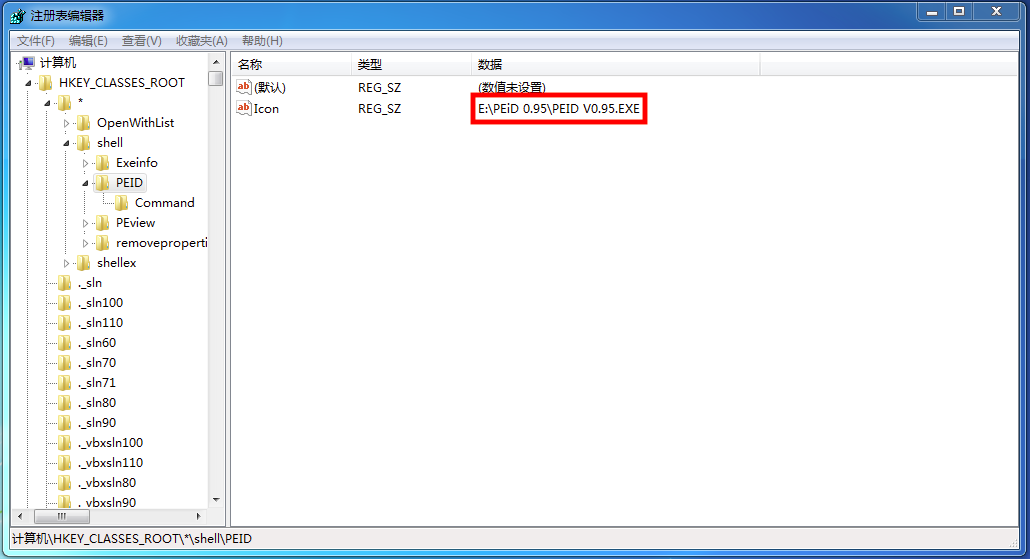 注册表编辑器
文件(F) 编辑(E) 查看(V) 收藏夹(A) 帮助(H)
计算机
HKEY_CLASSES_ROOT
*
OpenWithList
shell
Exeinfo
PEID
Command
PEview
removeproperti
shellex
._sln
._sln100
._sln110
._sln60
._sln70
._sln71
._sln80
._sln90
._vbxsln100
._vbxsln110
._vbxsln80
._vbxsln90
名称 类型 数据
ab (默认) REG_SZ (数值未设置)
ab Icon REG_SZ E:\PEiD 0.95\PEID V0.95.EXE
计算机\HKEY_CLASSES_ROOT\*\shell\PEID